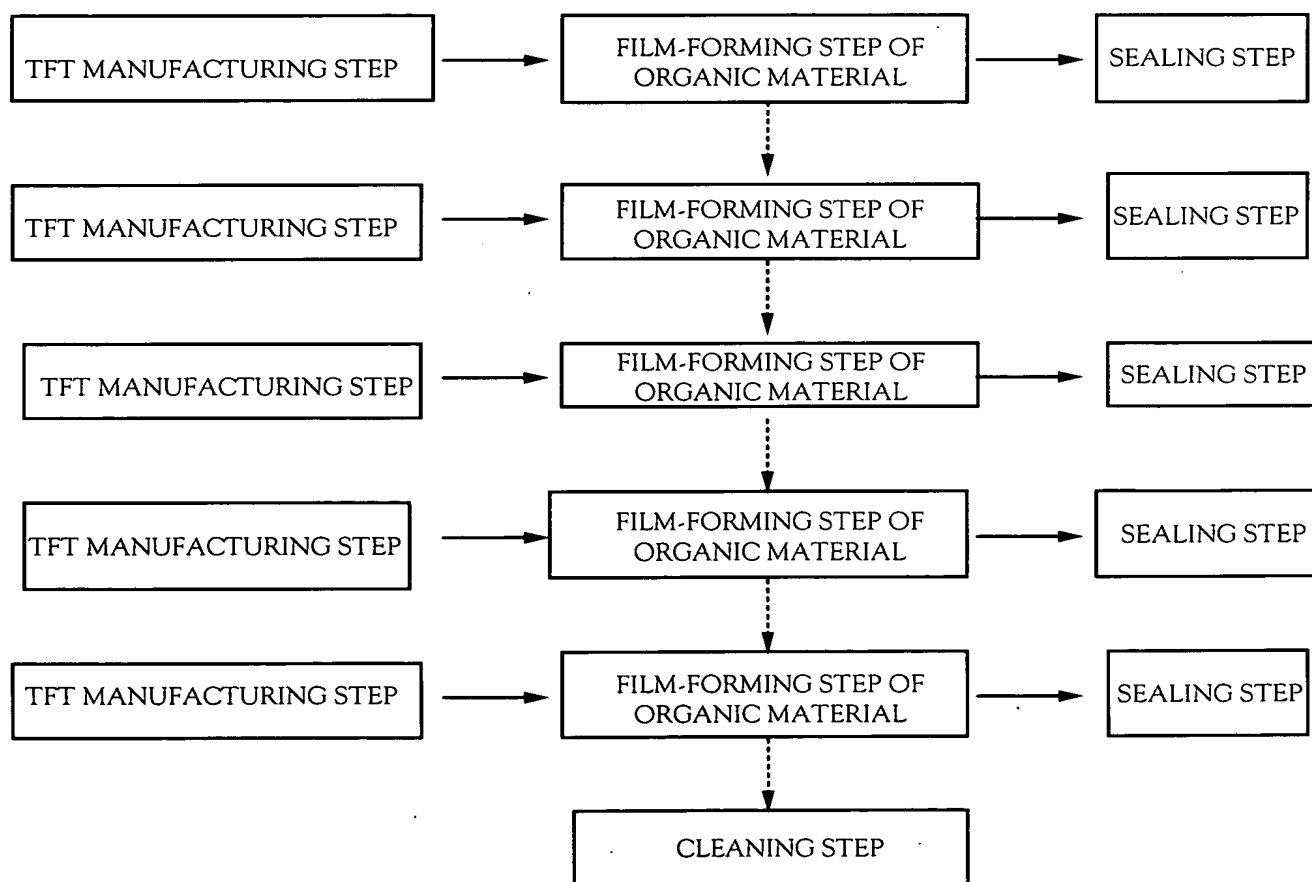 TFT MANUFACTURING STEP
FILM-FORMING STEP OF
ORGANIC MATERIAL
SEALING STEP
TFT MANUFACTURING STEP
FILM-FORMING STEP OF
ORGANIC MATERIAL
SEALING STEP
TFT MANUFACTURING STEP
FILM-FORMING STEP OF
ORGANIC MATERIAL
SEALING STEP
TFT MANUFACTURING STEP
FILM-FORMING STEP OF
ORGANIC MATERIAL
SEALING STEP
TFT MANUFACTURING STEP
FILM-FORMING STEP OF
ORGANIC MATERIAL
SEALING STEP
CLEANING STEP